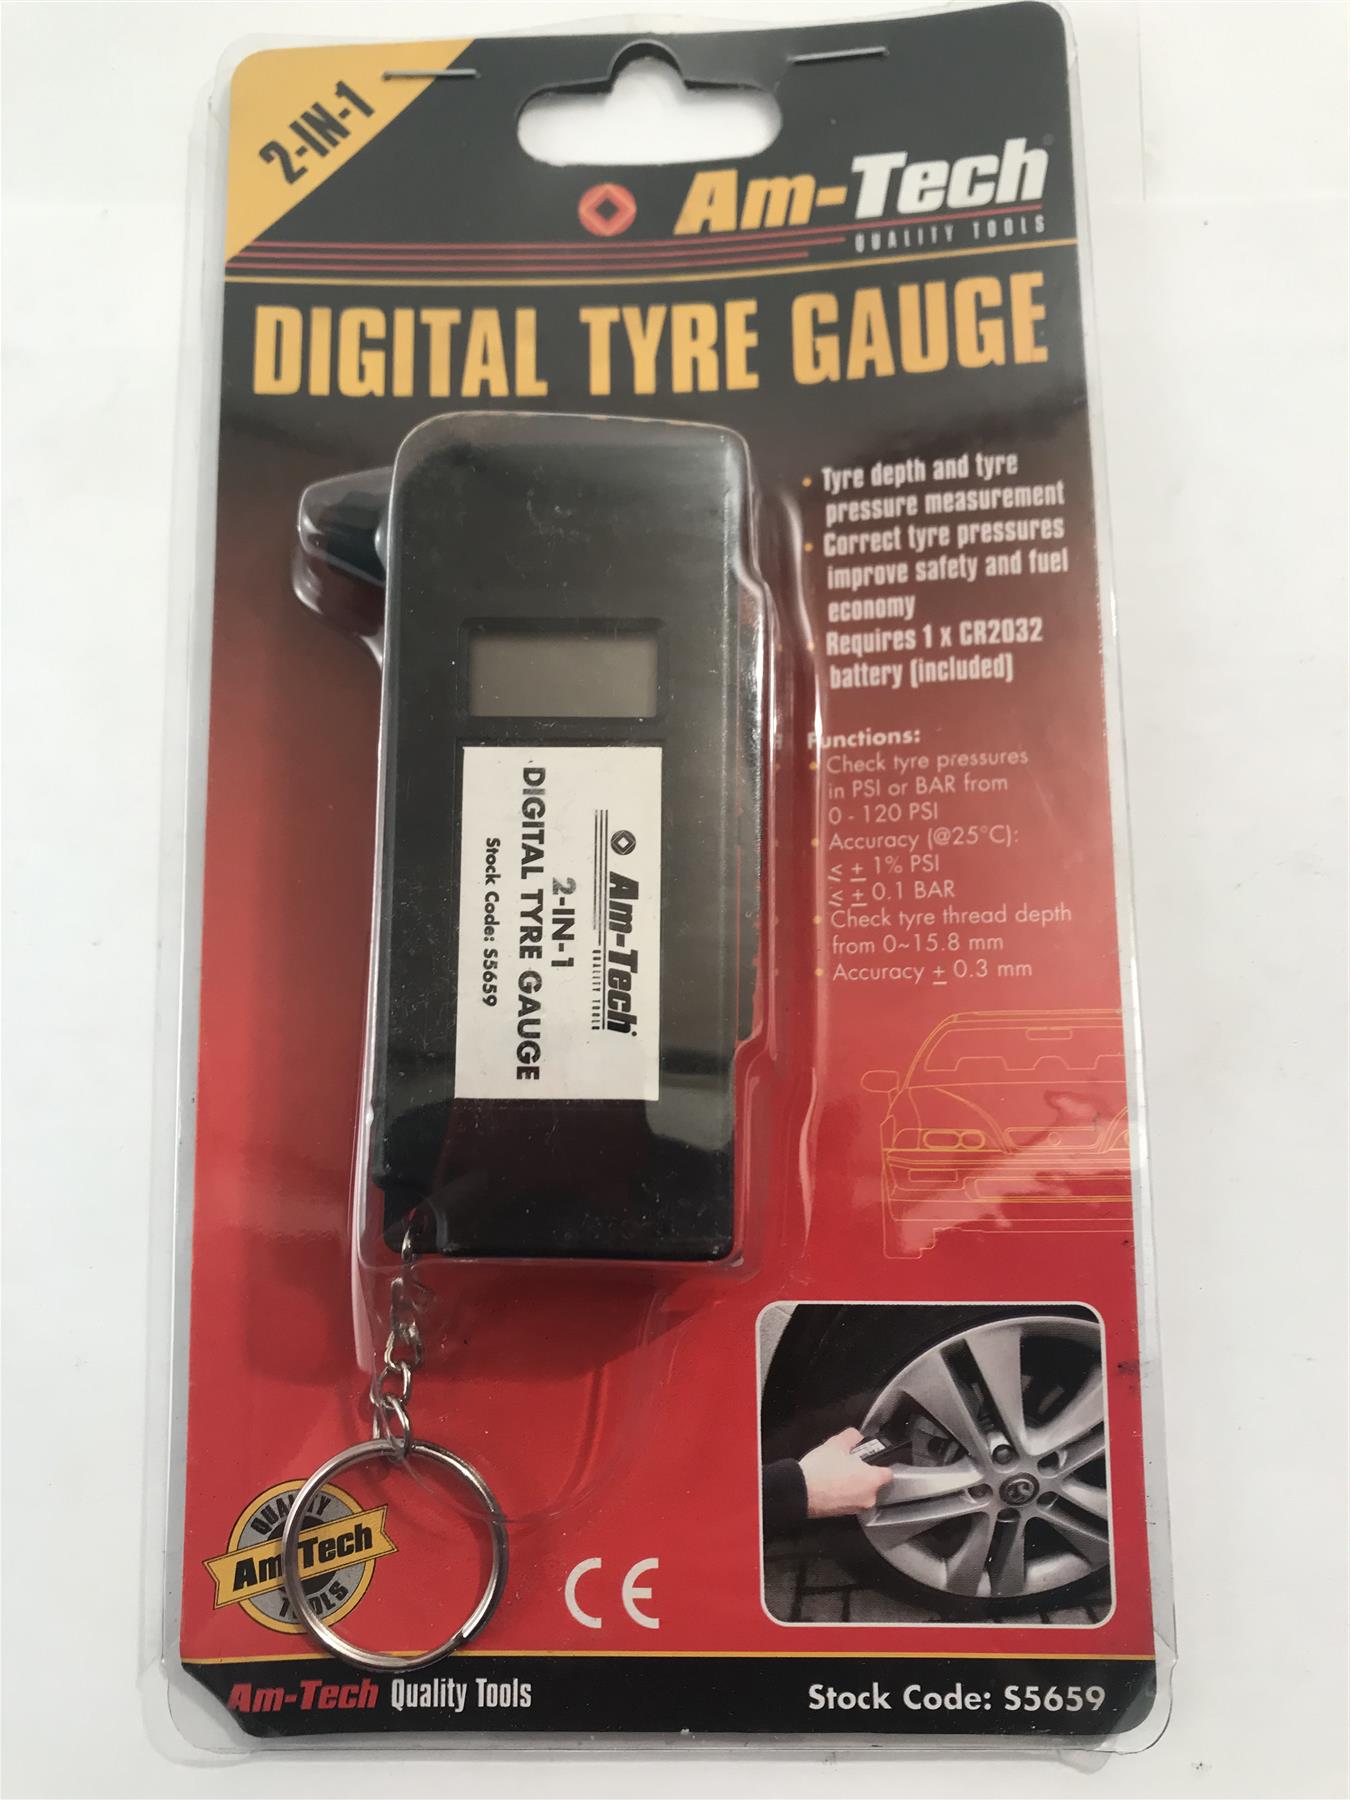 2-IN-1
Am-Tech®
QUALITY TOOLS
DIGITAL TYRE GAUGE
• Tyre depth and tyre
pressure measurement
• Correct tyre pressures
improve safety and fuel
economy
• Requires 1 x CR2032
battery (included)
Functions:
• Check tyre pressures
in PSI or BAR from
0 - 120 PSI
• Accuracy (@25°C):
≤ ± 1% PSI
≤ ± 0.1 BAR
• Check tyre thread depth
from 0~15.8 mm
• Accuracy ± 0.3 mm
Am-Tech®
QUALITY TOOLS
2-IN-1
DIGITAL TYRE GAUGE
Stock Code: S5659
QUALITY
Am-Tech
TOOLS
CE
Am-Tech Quality Tools
Stock Code: S5659